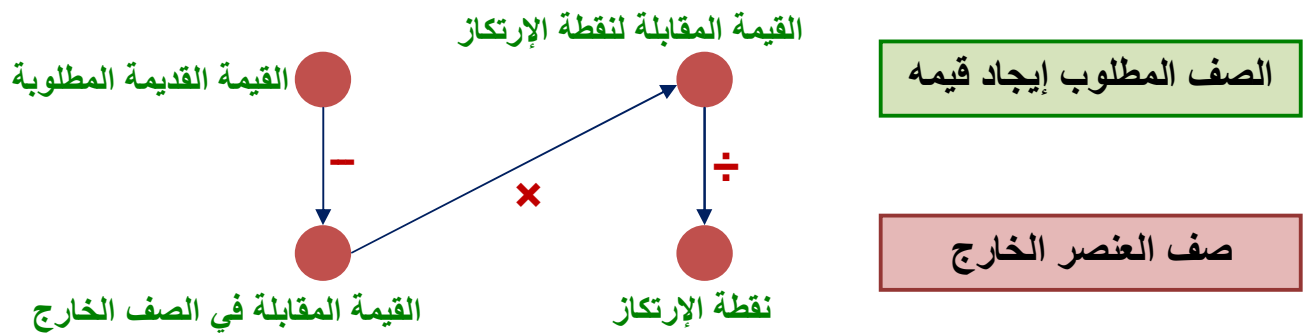 القيمة المقابلة لنقطة الإرتكاز
الصف المطلوب إيجاد قيمه
القيمة القديمة المطلوبة
−
÷
×
صف العنصر الخارج
نقطة الإرتكاز
القيمة المقابلة في الصف الخارج